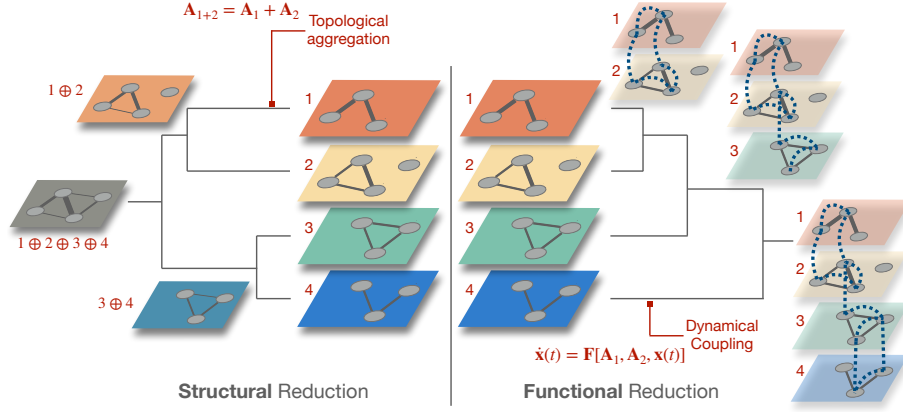 A₁₊₂ = A₁ + A₂
Topological
aggregation
1 ⊕ 2
1
2
3
4
1 ⊕ 2 ⊕ 3 ⊕ 4
3 ⊕ 4
Structural Reduction
1
2
3
4
1
2
1
2
3
1
2
3
4
Dynamical
Coupling
ẋ(t) = F[A₁, A₂, x(t)]
Functional Reduction